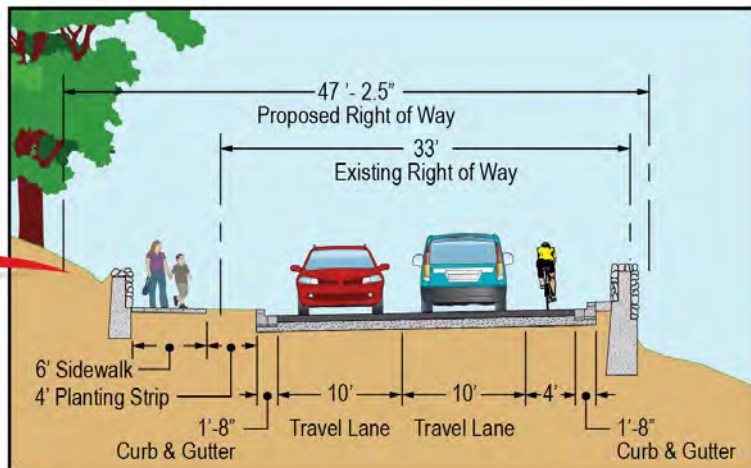 47 '- 2.5"
Proposed Right of Way
33'
Existing Right of Way
6' Sidewalk
4' Planting Strip
10'
10'
4'
1'-8"
Travel Lane
Travel Lane
1'-8"
Curb & Gutter
Curb & Gutter